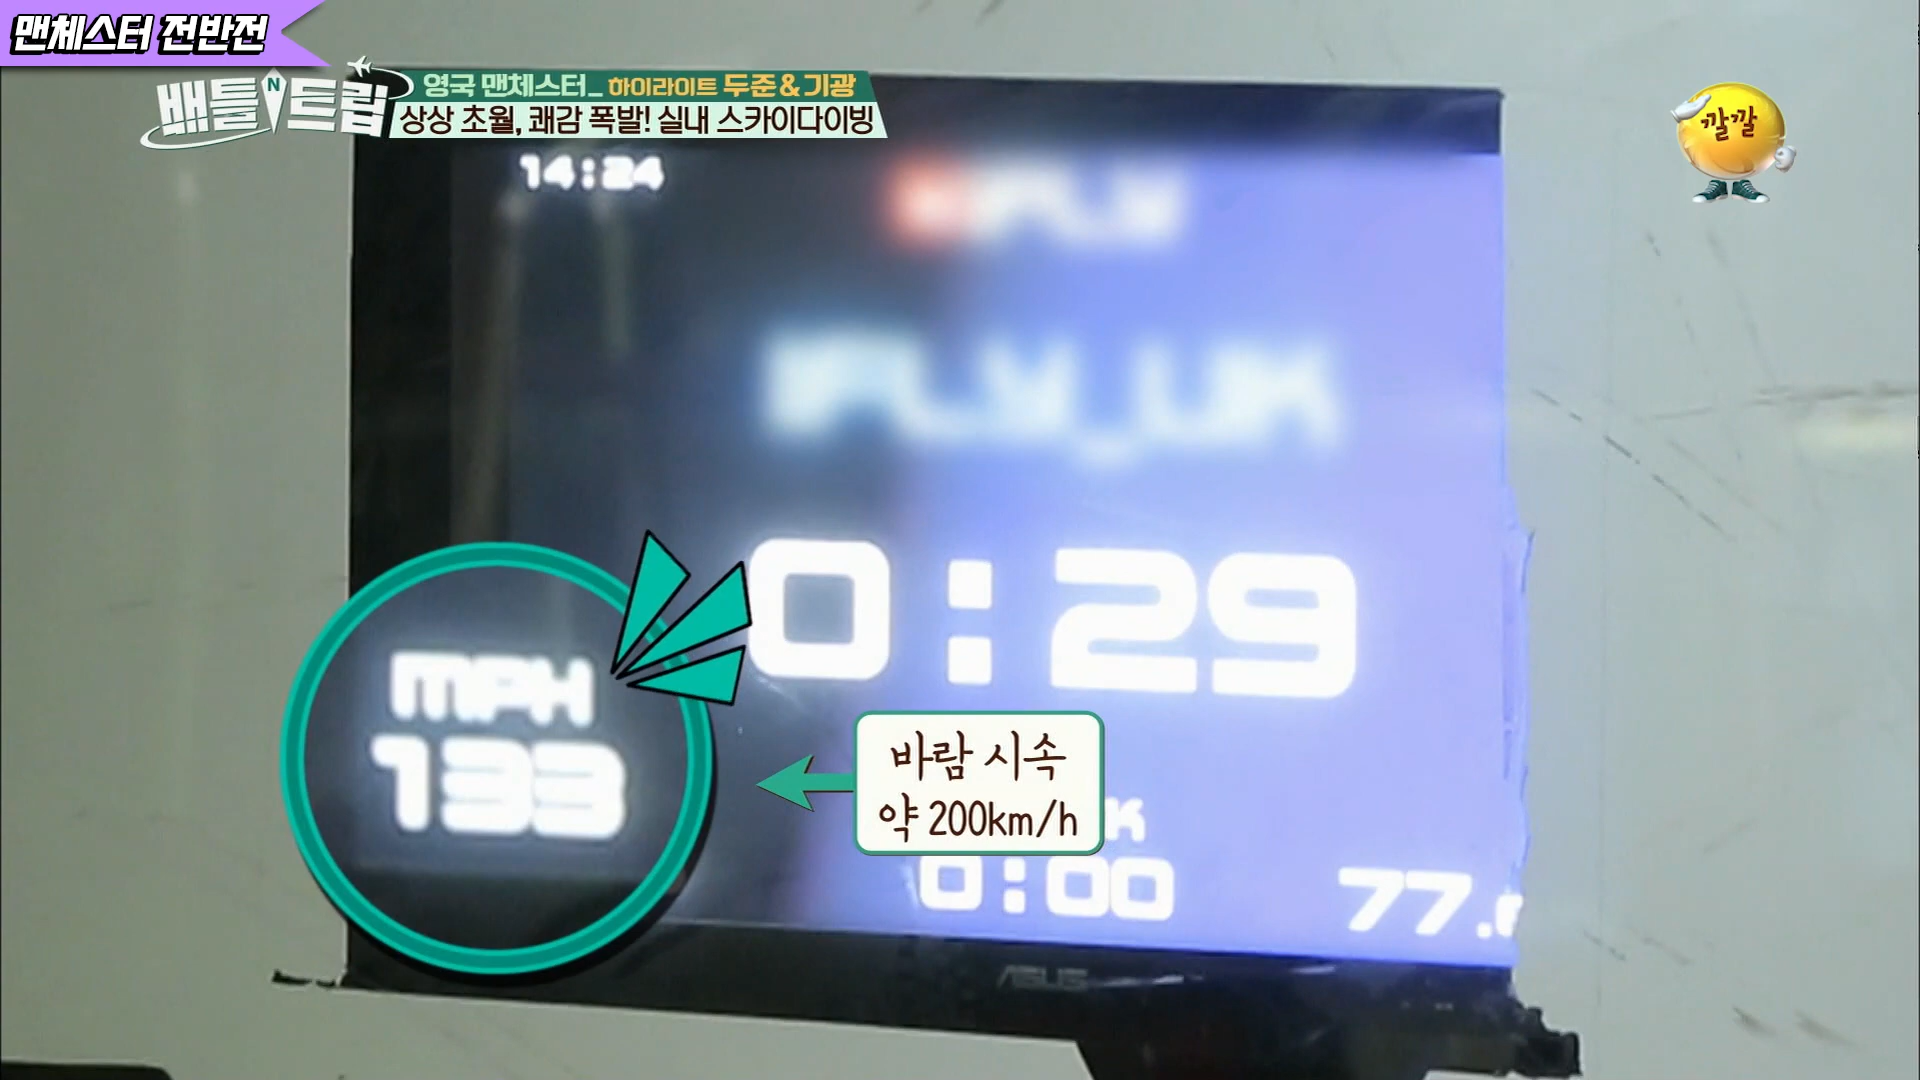 맨체스터 전반전
배틀트립
N
영국 맨체스터_ 하이라이트 두준&기광
상상 초월, 쾌감 폭발! 실내 스카이다이빙
깔깔
14:24
0:29
MPH
133
바람 시속
약 200km/h
0:00
77.
ASUS